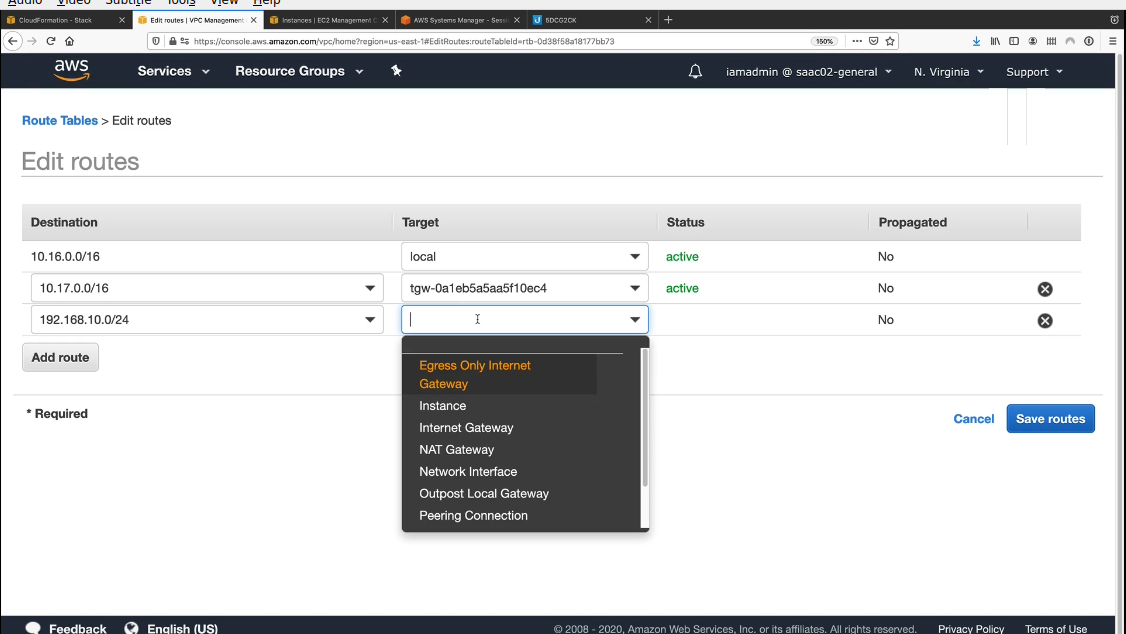 Audio Video Subtitle Tools View Help
CloudFormation - Stack
Edit routes | VPC Management
Instances | EC2 Management C
AWS Systems Manager - Sessi
5DCG2CK
https://console.aws.amazon.com/vpc/home?region=us-east-1#EditRoutes:routeTableId=rtb-0d38f58a18177bb73
150%
aws
Services
Resource Groups
iamadmin @ saac02-general
N. Virginia
Support
Route Tables > Edit routes
Edit routes
Destination Target Status Propagated
10.16.0.0/16 local active No
10.17.0.0/16 tgw-0a1eb5a5aa5f10ec4 active No
192.168.10.0/24 No
Egress Only Internet
Gateway
Instance
Internet Gateway
NAT Gateway
Network Interface
Outpost Local Gateway
Peering Connection
Add route
* Required
Cancel
Save routes
Feedback
English (US)
© 2008 - 2020, Amazon Web Services, Inc. or its affiliates. All rights reserved.
Privacy Policy
Terms of Use